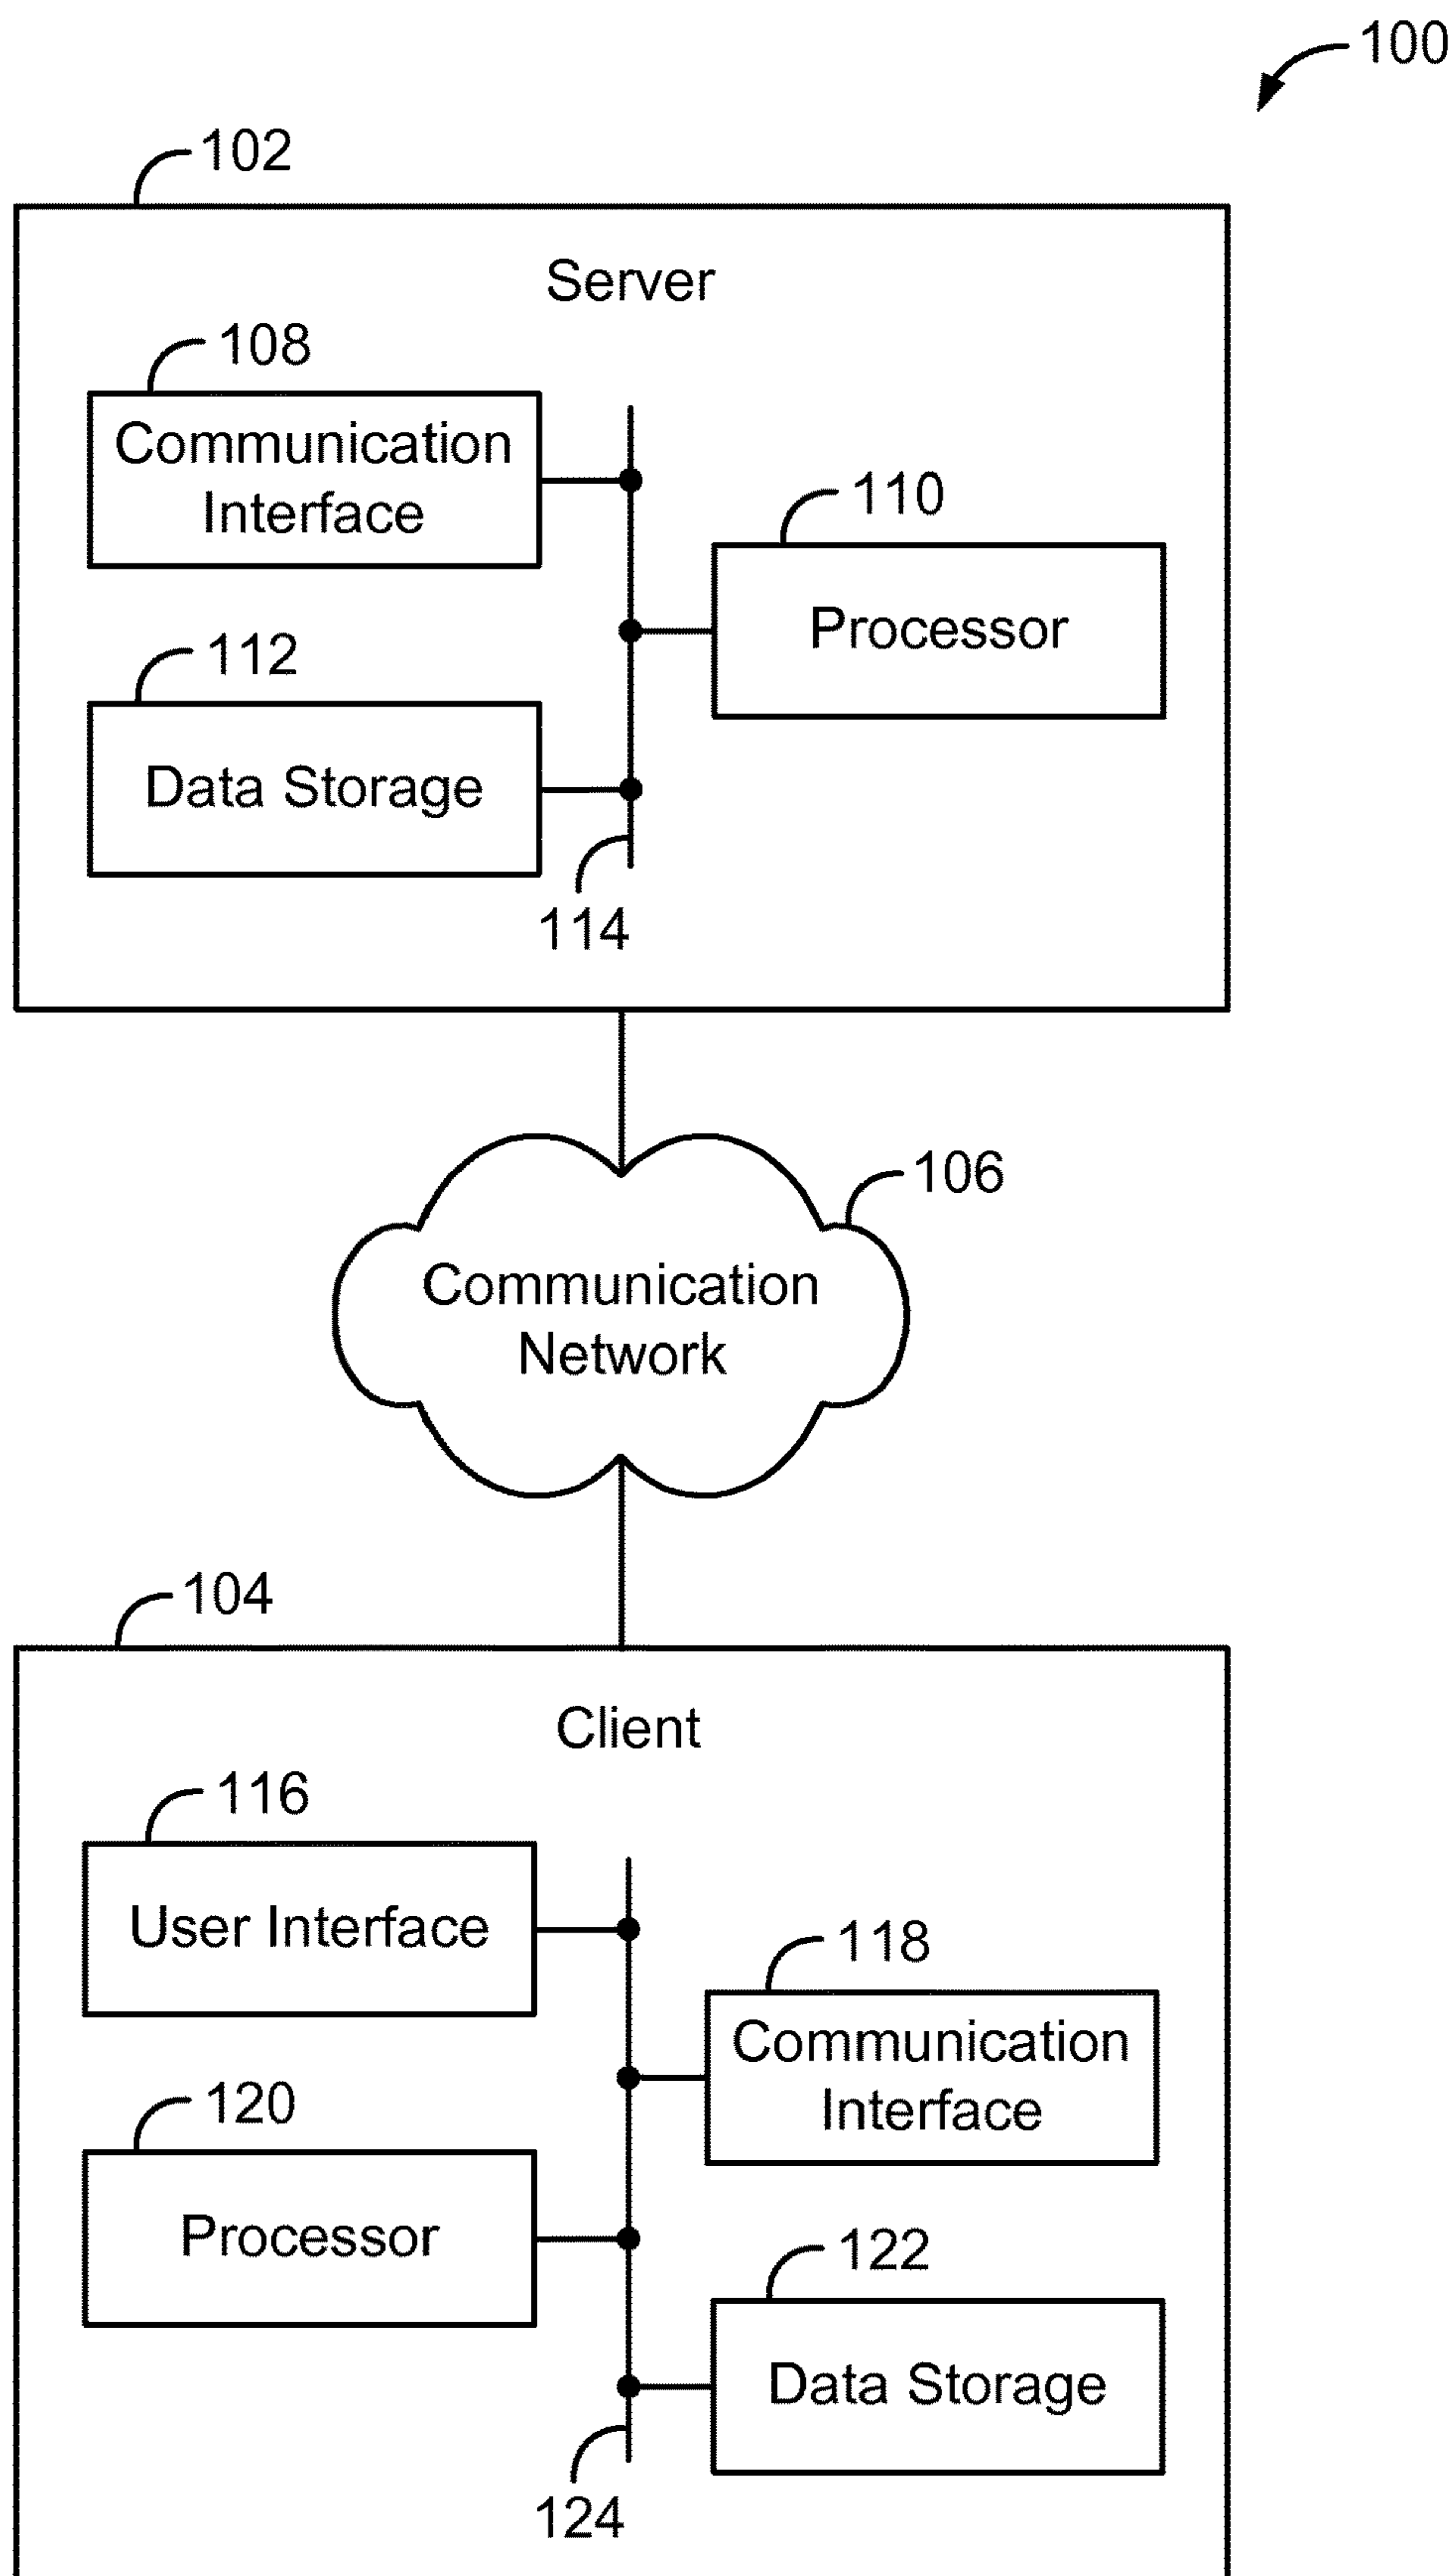 100
102
Server
108
Communication
Interface
110
Processor
112
Data Storage
114
106
Communication
Network
104
Client
116
User Interface
118
Communication
Interface
120
Processor
122
Data Storage
124